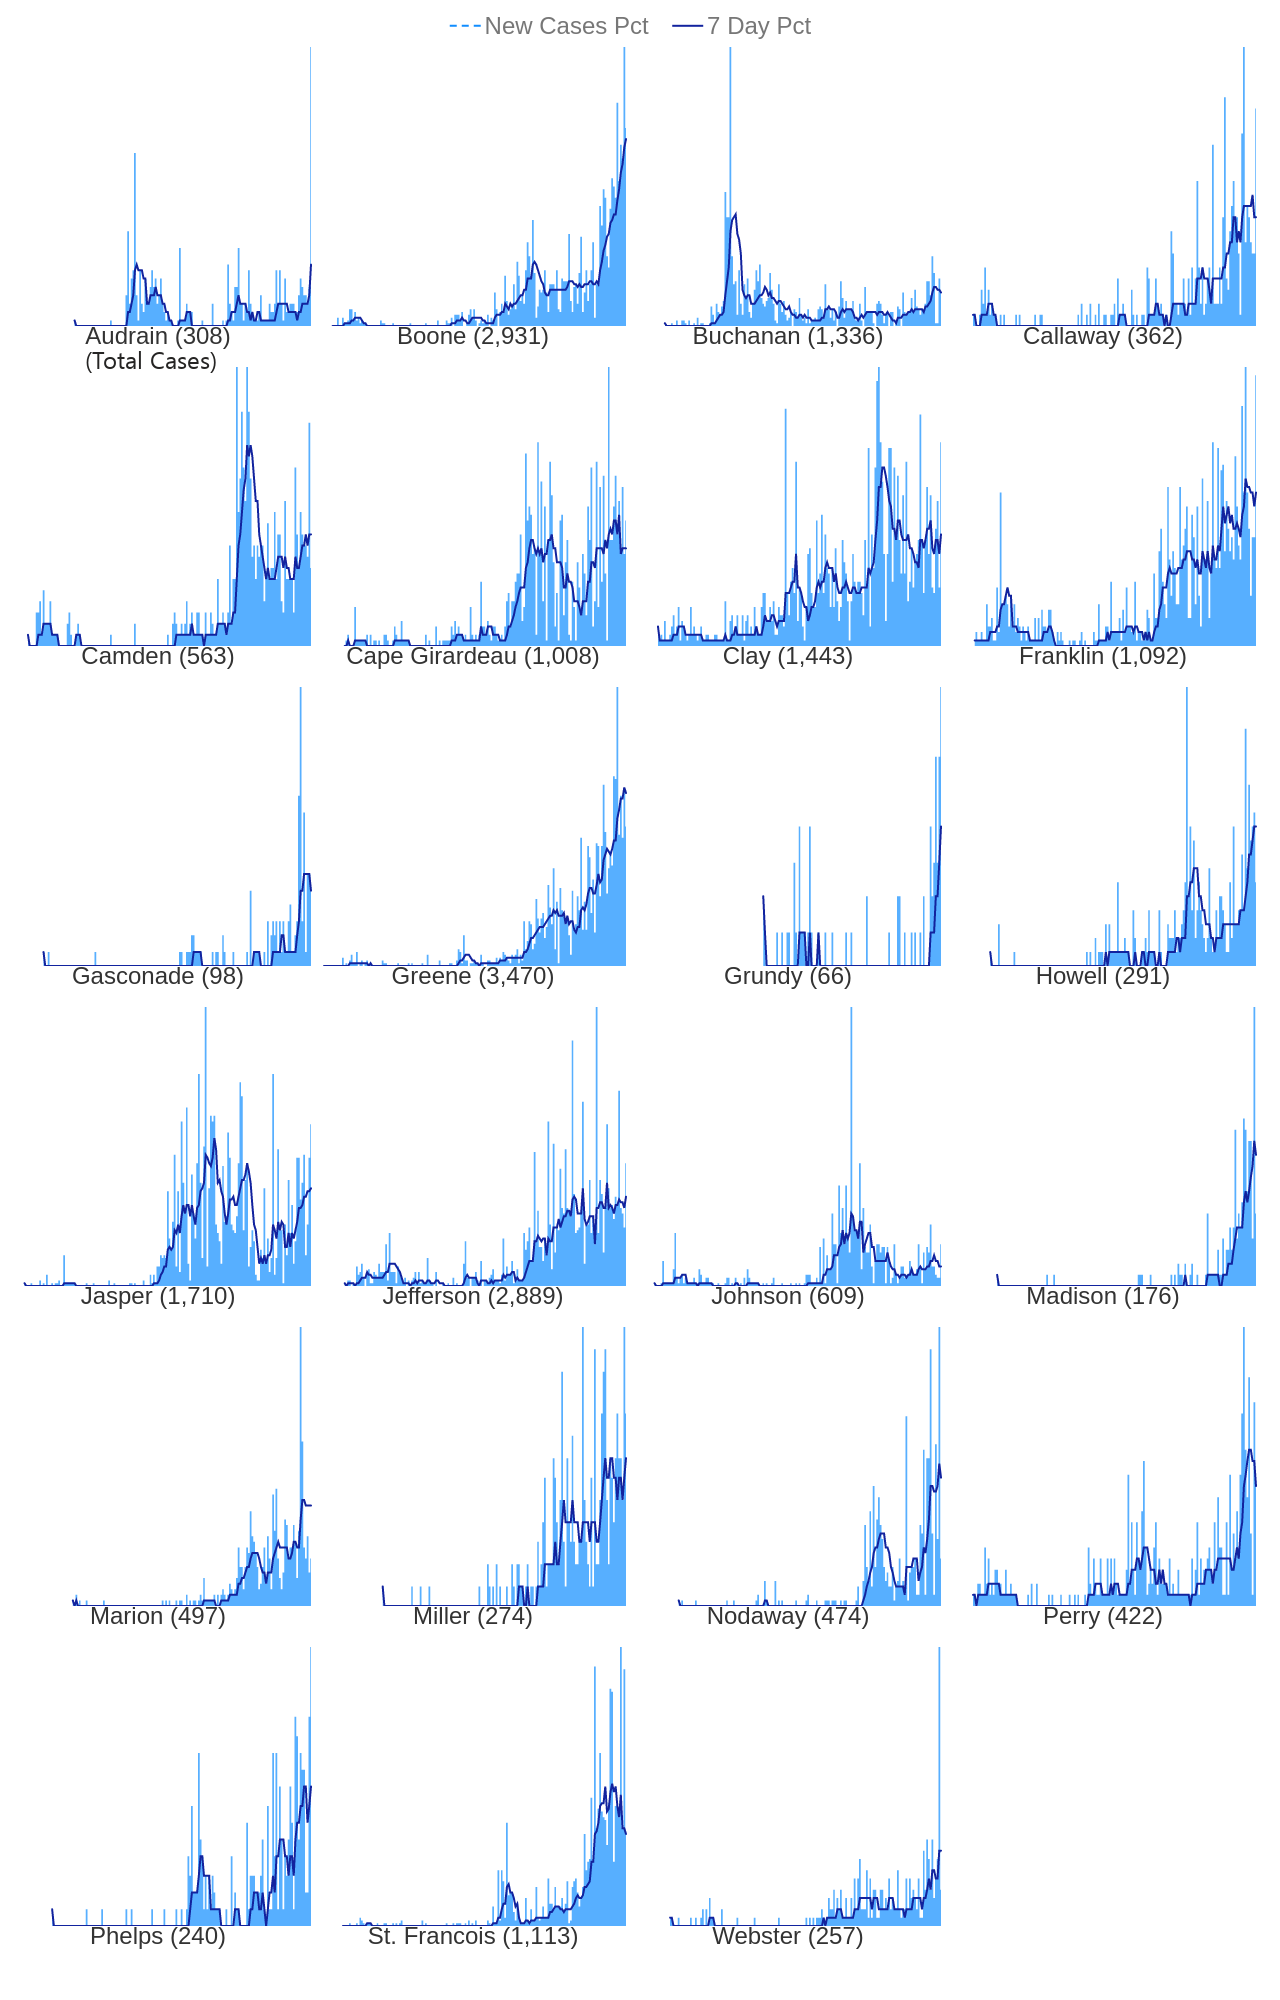 New Cases Pct 7 Day Pct
Audrain (308) Boone (2,931) Buchanan (1,336) Callaway (362)
(Total Cases)
Camden (563) Cape Girardeau (1,008) Clay (1,443) Franklin (1,092)
Gasconade (98) Greene (3,470) Grundy (66) Howell (291)
Jasper (1,710) Jefferson (2,889) Johnson (609) Madison (176)
Marion (497) Miller (274) Nodaway (474) Perry (422)
Phelps (240) St. Francois (1,113) Webster (257)